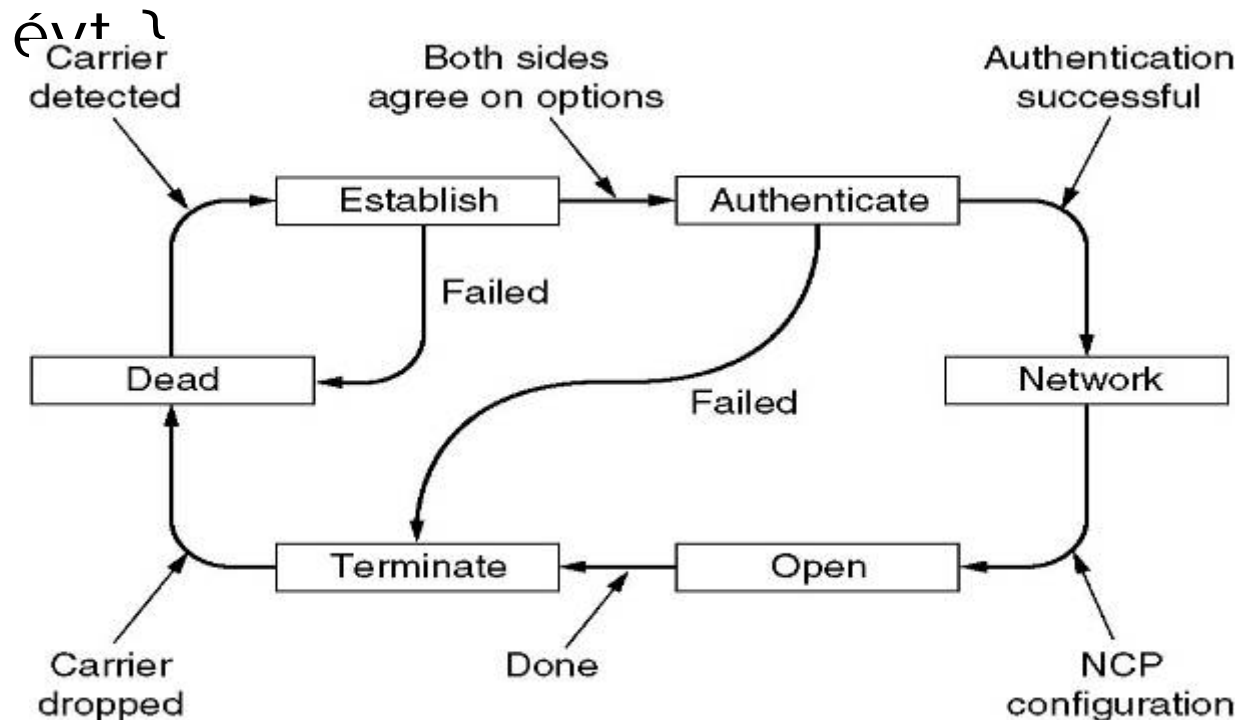 Carrier
detected
Both sides
agree on options
Authentication
successful
Establish
Authenticate
Failed
Dead
Network
Failed
Terminate
Open
Carrier
dropped
Done
NCP
configuration